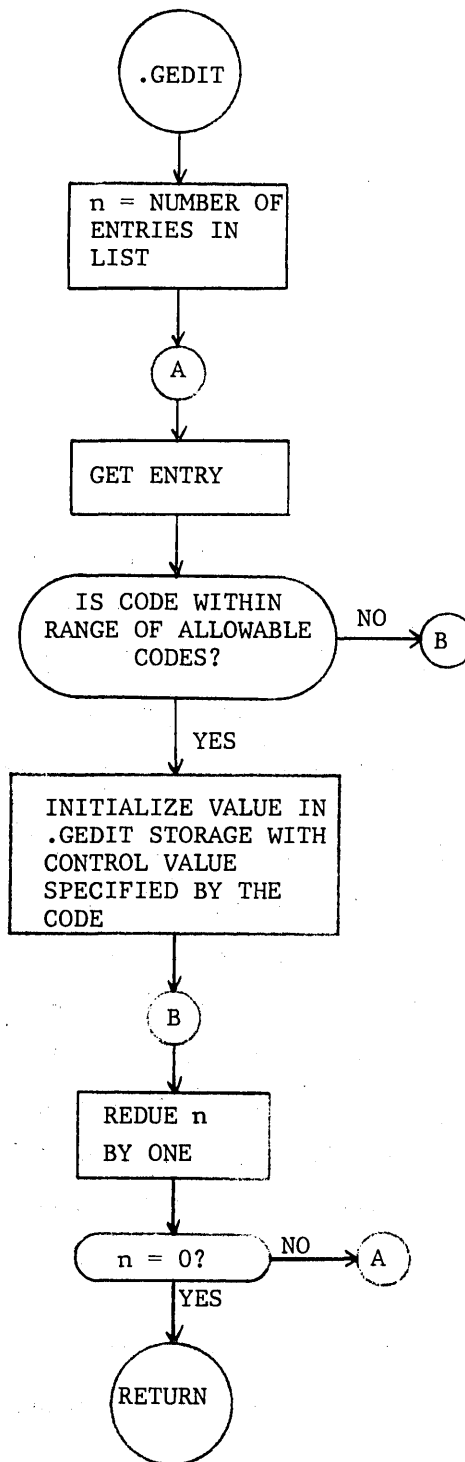 .GEDIT
n = NUMBER OF
ENTRIES IN
LIST
A
GET ENTRY
IS CODE WITHIN
RANGE OF ALLOWABLE
CODES?
NO
B
YES
INITIALIZE VALUE IN
.GEDIT STORAGE WITH
CONTROL VALUE
SPECIFIED BY THE
CODE
B
REDUE n
BY ONE
n = 0?
NO
A
YES
RETURN